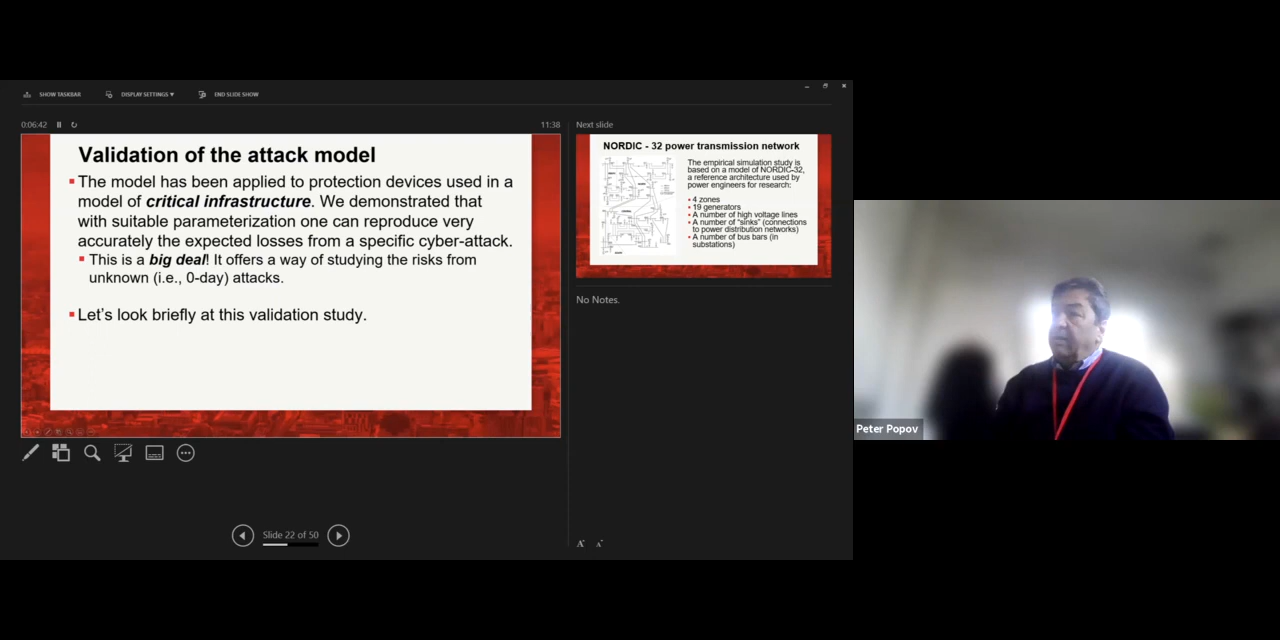 SHOW TASKBAR
DISPLAY SETTINGS ▼
END SLIDE SHOW
0:06:42
11:38
Validation of the attack model
The model has been applied to protection devices used in a
model of critical infrastructure. We demonstrated that
with suitable parameterization one can reproduce very
accurately the expected losses from a specific cyber-attack.
This is a big deal! It offers a way of studying the risks from
unknown (i.e., 0-day) attacks.
Let's look briefly at this validation study.
Slide 22 of 50
Next slide
NORDIC - 32 power transmission network
The empirical simulation study is
based on a model of NORDIC-32,
a reference architecture used by
power engineers for research:
4 zones
19 generators
A number of high voltage lines
A number of "sinks" (connections
to power distribution networks)
A number of bus bars (in
substations)
No Notes.
A A
Peter Popov